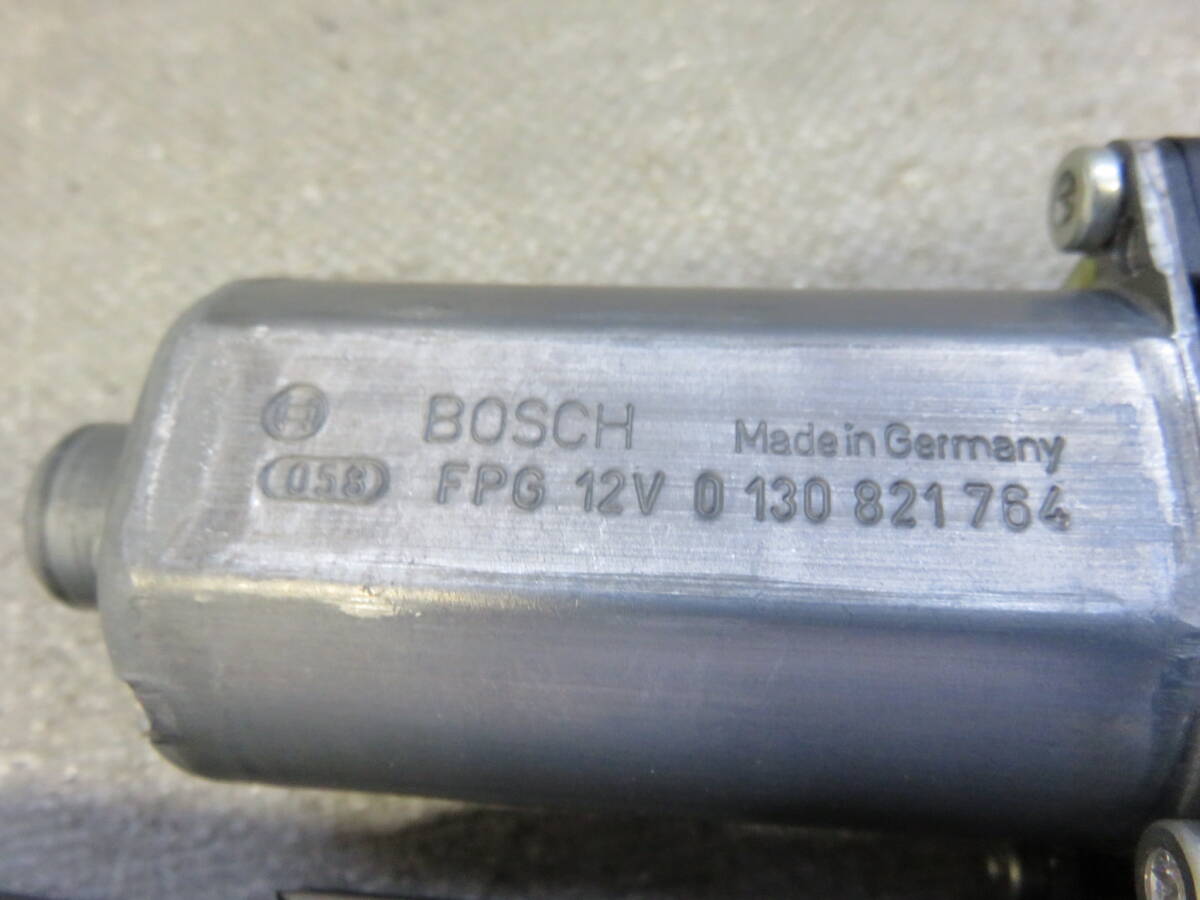 BOSCH Made in Germany
058 FPG 12V 0 130 821 764